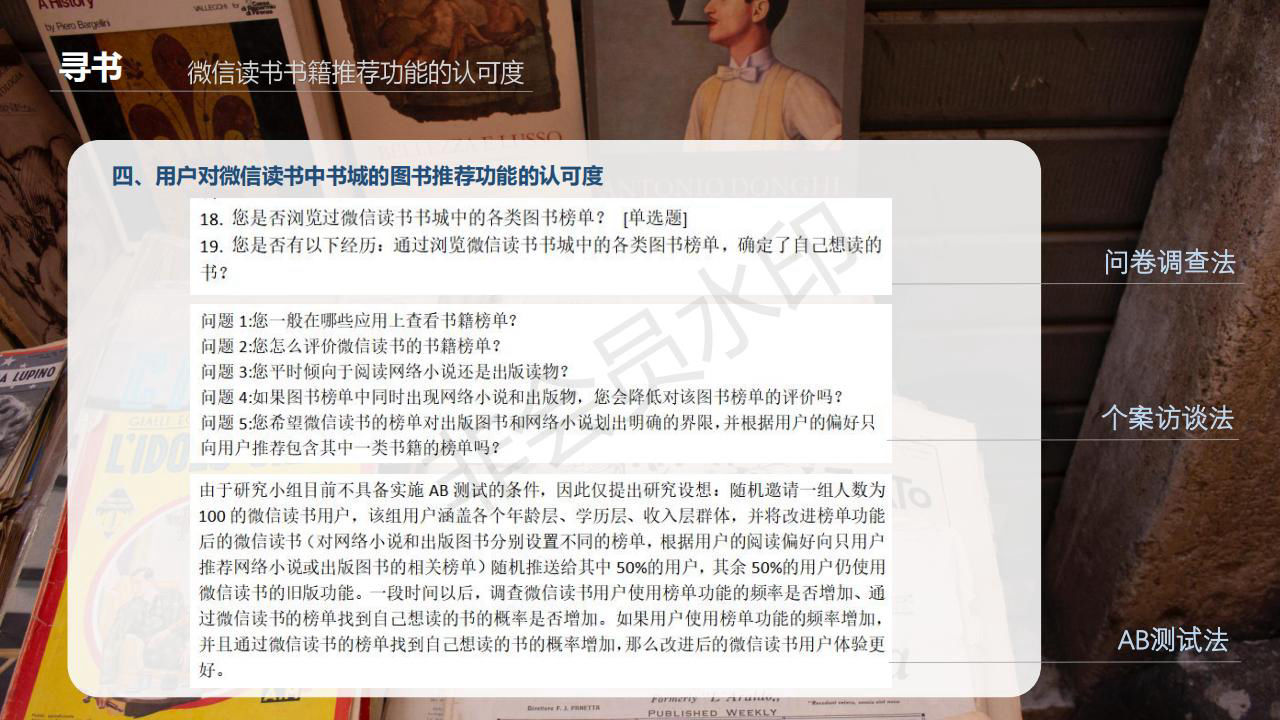 A History
by Piero Bargellini
VALLECCHI
寻书
微信读书书籍推荐功能的认可度
BELLEZZA E LUSSO
ANTONIO DONGHI
四、用户对微信读书中书城的图书推荐功能的认可度
18. 您是否浏览过微信读书书城中的各类图书榜单？ [单选题]
19. 您是否有以下经历：通过浏览微信读书书城中的各类图书榜单，确定了自己想读的
书？
问卷调查法
问题 1:您一般在哪些应用上查看书籍榜单？
问题 2:您怎么评价微信读书的书籍榜单？
问题 3:您平时倾向于阅读网络小说还是出版读物？
问题 4:如果图书榜单中同时出现网络小说和出版物，您会降低对该图书榜单的评价吗？
问题 5:您希望微信读书的榜单对出版图书和网络小说划出明确的界限，并根据用户的偏好只
向用户推荐包含其中一类书籍的榜单吗？
个案访谈法
由于研究小组目前不具备实施 AB 测试的条件，因此仅提出研究设想：随机邀请一组人数为
100 的微信读书用户，该组用户涵盖各个年龄层、学历层、收入层群体，并将改进榜单功能
后的微信读书（对网络小说和出版图书分别设置不同的榜单，根据用户的阅读偏好向只用户
推荐网络小说或出版图书的相关榜单）随机推送给其中 50%的用户，其余 50%的用户仍使用
微信读书的旧版功能。一段时间以后，调查微信读书用户使用榜单功能的频率是否增加、通
过微信读书的榜单找到自己想读的书的概率是否增加。如果用户使用榜单功能的频率增加，
并且通过微信读书的榜单找到自己想读的书的概率增加，那么改进后的微信读书用户体验更
好。
AB测试法
非会员水印
A LUPINO
Direttore F. J. PANETTA
Formerly "L'Araldo,,
PUBLISHED WEEKLY